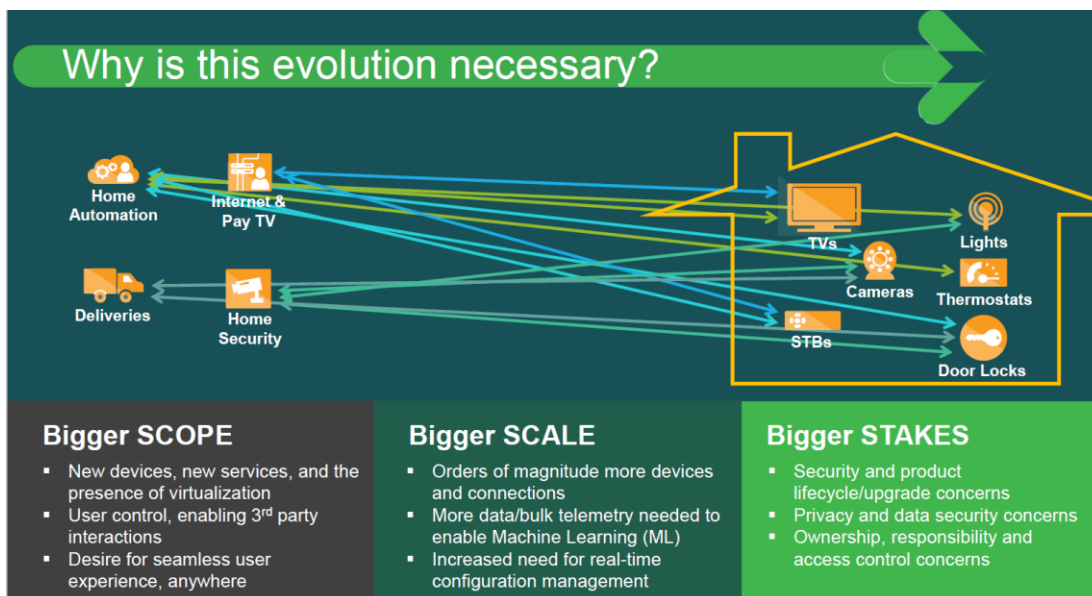 Why is this evolution necessary?
Home
Automation
Internet &
Pay TV
Deliveries
Home
Security
TVs
Lights
Cameras
Thermostats
STBs
Door Locks
Bigger SCOPE
▪ New devices, new services, and the
presence of virtualization
▪ User control, enabling 3rd party
interactions
▪ Desire for seamless user
experience, anywhere
Bigger SCALE
▪ Orders of magnitude more devices
and connections
▪ More data/bulk telemetry needed to
enable Machine Learning (ML)
▪ Increased need for real-time
configuration management
Bigger STAKES
▪ Security and product
lifecycle/upgrade concerns
▪ Privacy and data security concerns
▪ Ownership, responsibility and
access control concerns